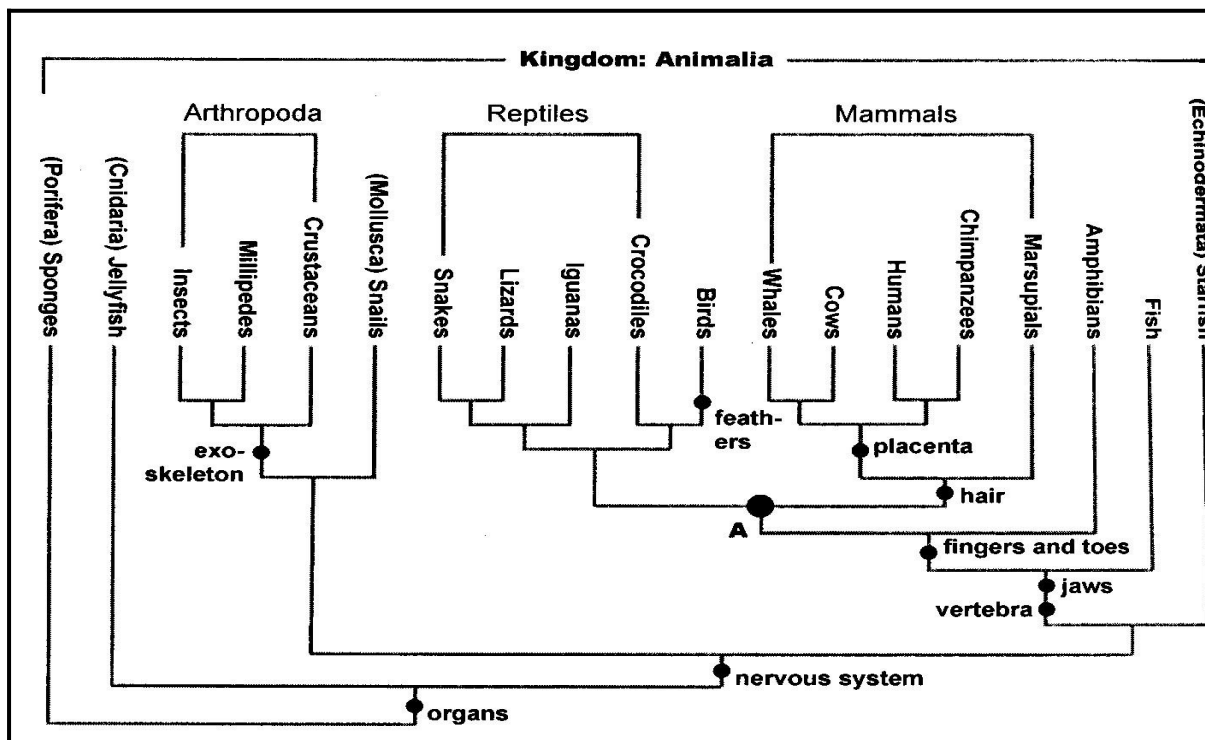 Kingdom: Animalia
Arthropoda
Reptiles
Mammals
(Porifera) Sponges
(Cnidaria) Jellyfish
Insects
Millipedes
Crustaceans
(Mollusca) Snails
Snakes
Lizards
Iguanas
Crocodiles
Birds
Whales
Cows
Humans
Chimpanzees
Marsupials
Amphibians
Fish
(Echinodermata) Starfish
feath-
ers
exo-
skeleton
placenta
hair
A
fingers and toes
jaws
vertebra
nervous system
organs